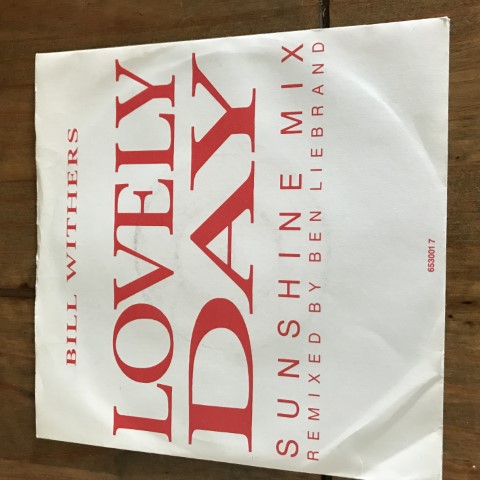 BILL WITHERS
LOVELY
DAY
SUNSHINE MIX
REMIXED BY BEN LIEBRAND
653001 7